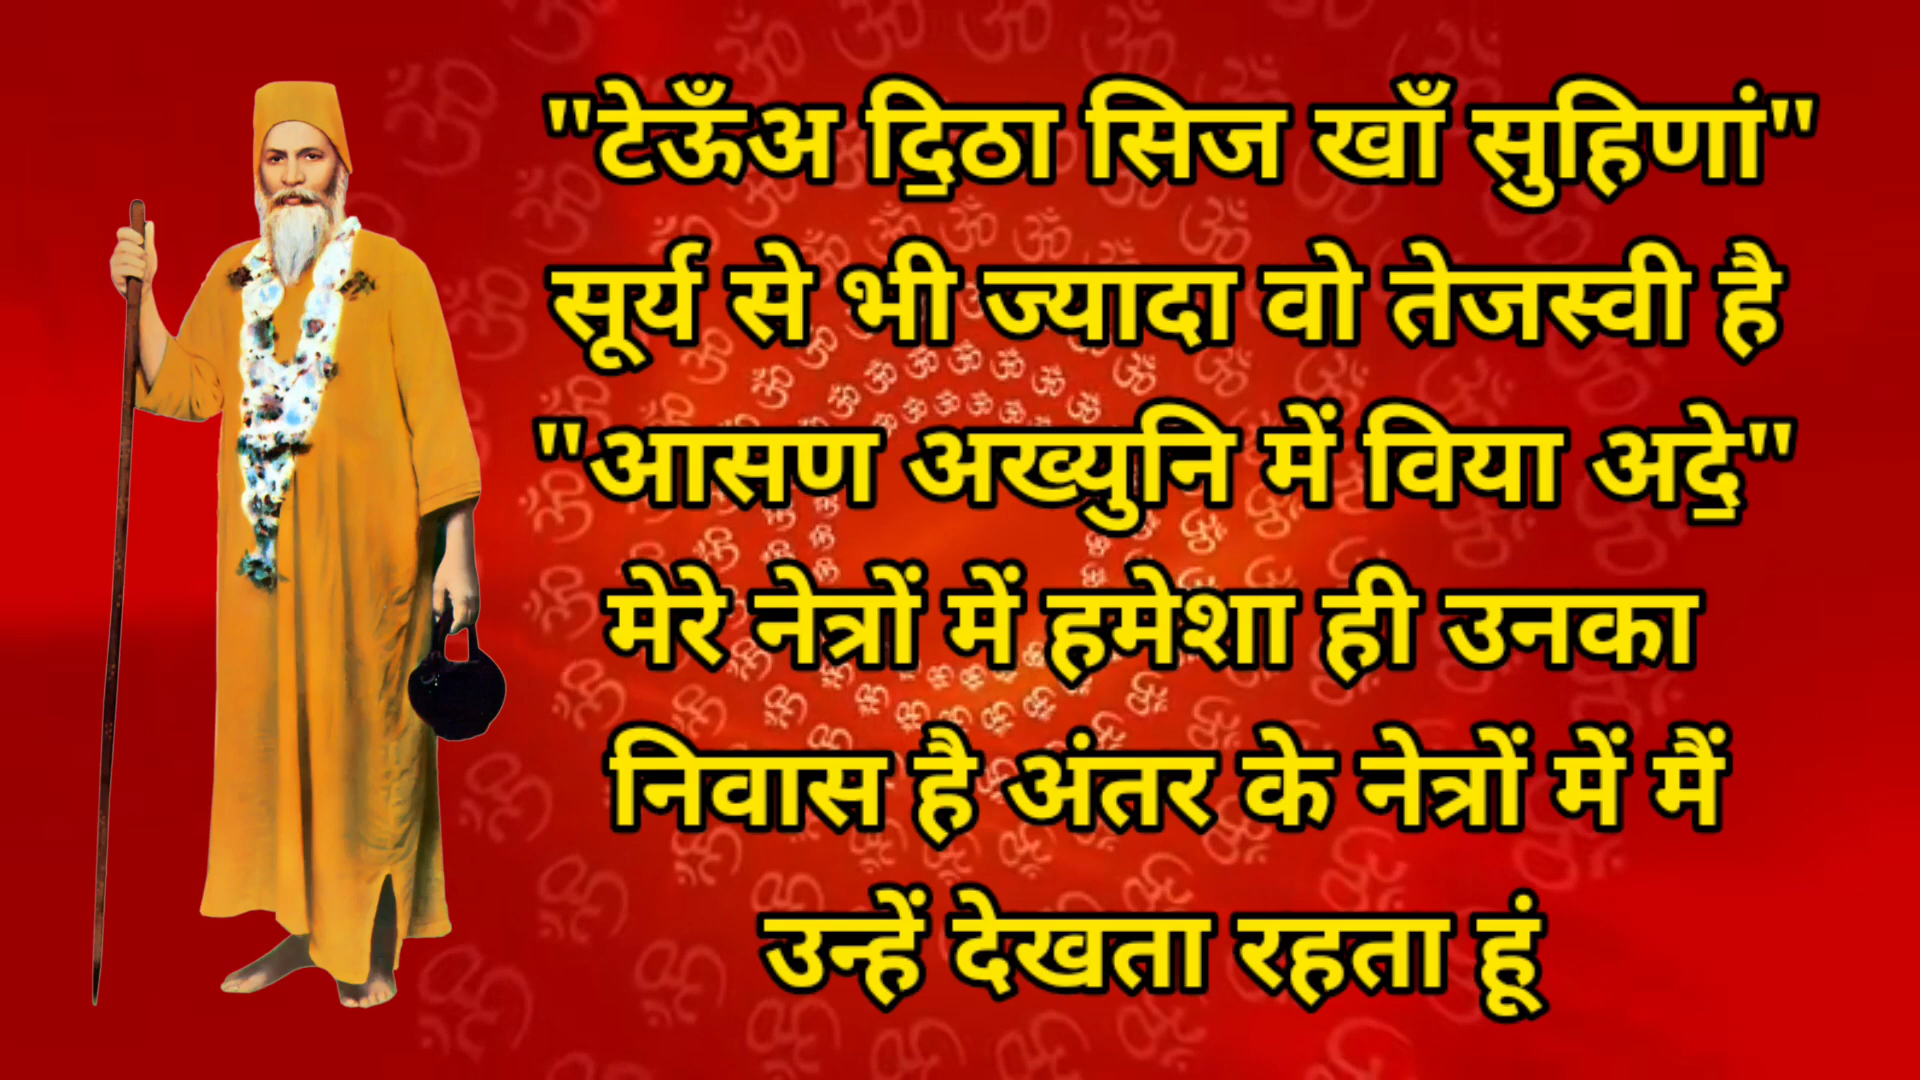 "टेऊँअ द॒िठा सिज खाँ सुहिणां"
सूर्य से भी ज्यादा वो तेजस्वी है
"आसण अख्युनि में विया अद॒े"
मेरे नेत्रों में हमेशा ही उनका
निवास है अंतर के नेत्रों में मैं
उन्हें देखता रहता हूं